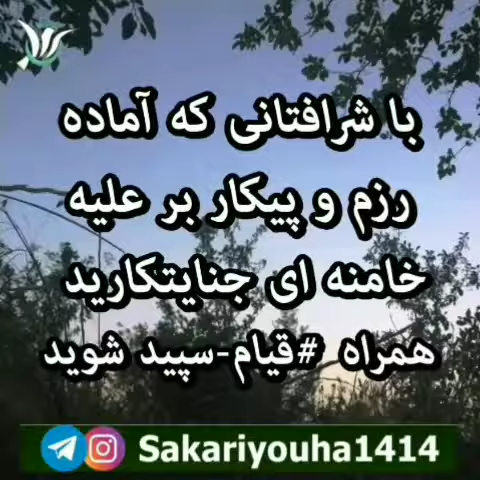 با شرافتانی که آماده
رزم و پیکار بر علیه
خامنه ای جنایتکارید
همراه #قیام-سپید شوید
Sakariyouha1414